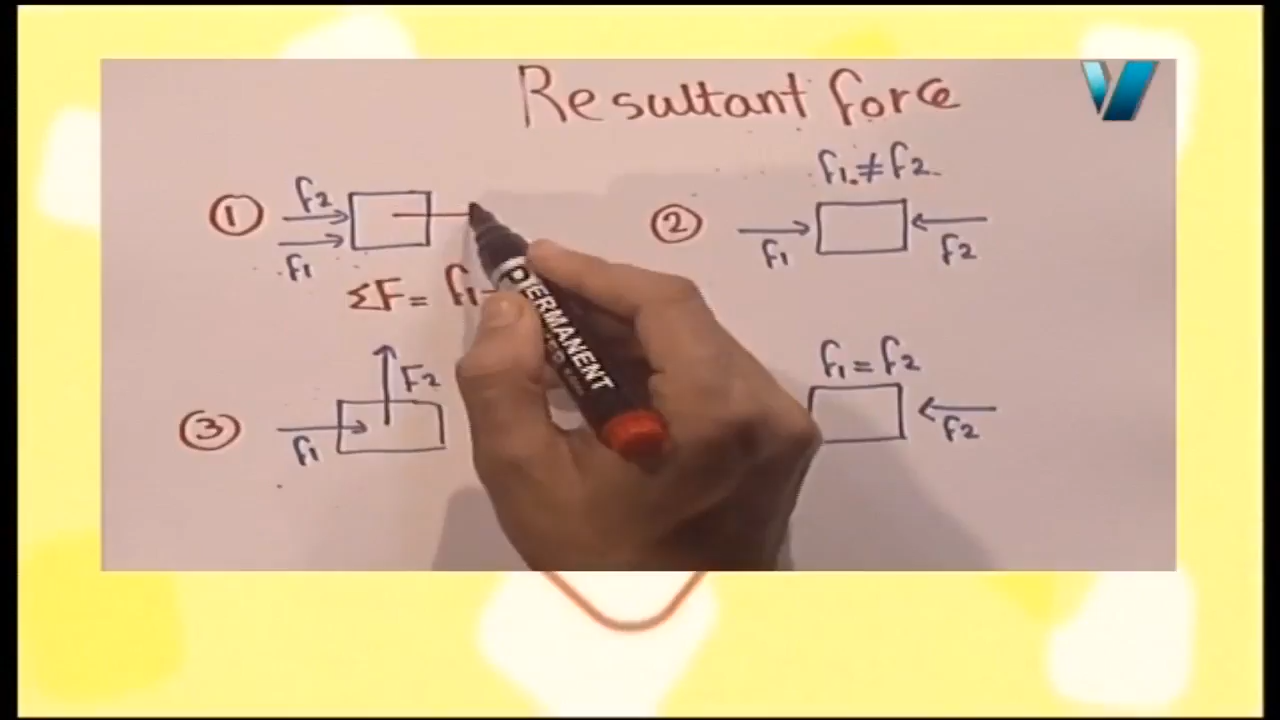 Resultant force
① f2
f1
ΣF = f1
f1 ≠ f2
②
f1
f2
③ F2
f1
f1 = f2
f2
PERMANENT